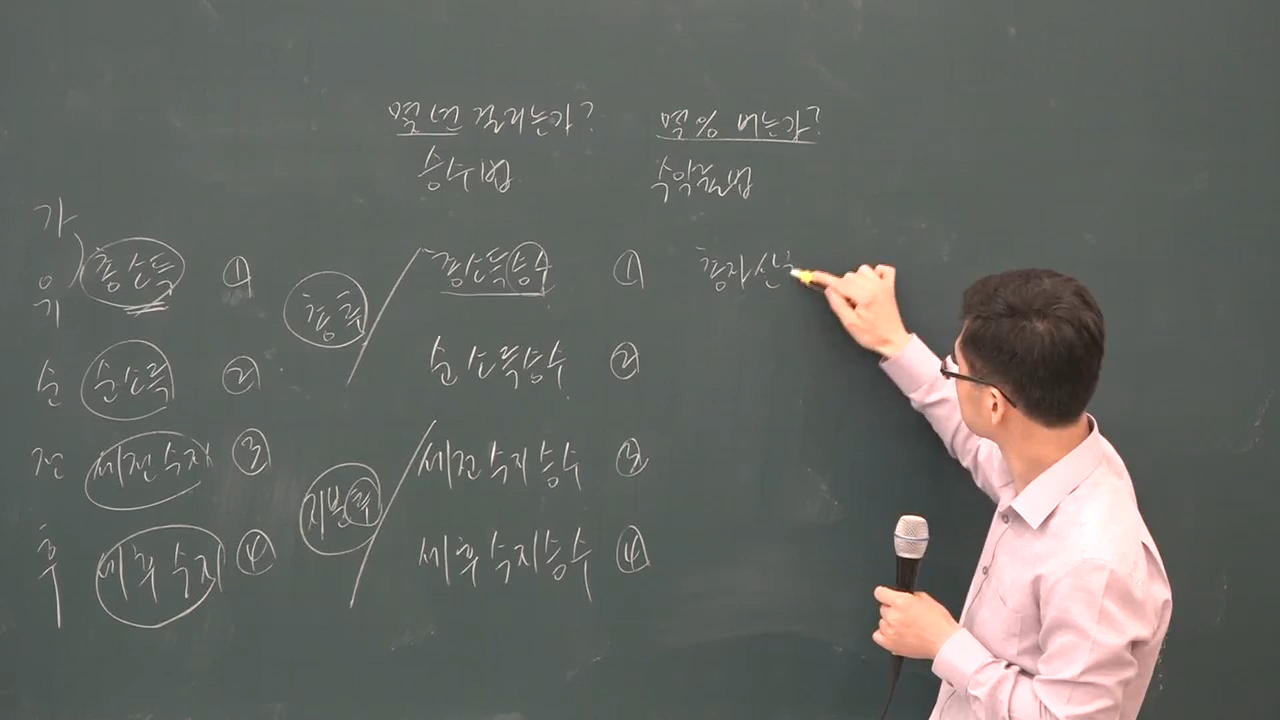 몇 년 걸리는가? 몇 % 버는가?
승수법 수익률법
가
유
총소득 ① 총투 / 총소득승수 ① 총자산
순 순소득 ② 순소득승수 ②
전 세전수지 ③ 지분투 / 세전수지승수 ③
후 세후수지 ④ 세후수지승수 ④